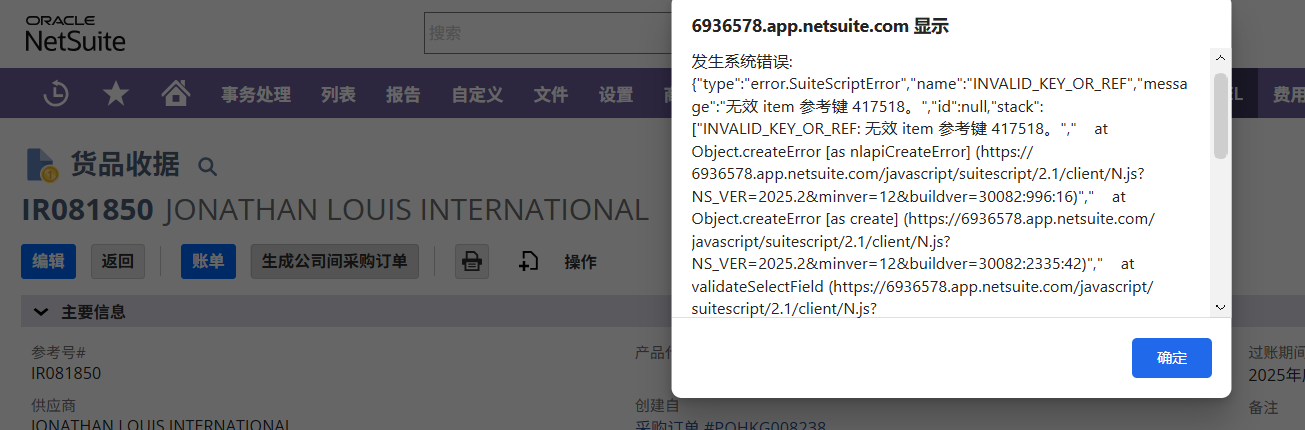 ORACLE
NetSuite
搜索
事务处理 列表 报告 自定义 文件 设置
费用
货品收据
IR081850 JONATHAN LOUIS INTERNATIONAL
编辑 返回 账单 生成公司间采购订单 操作
主要信息
参考号#
IR081850
供应商
JONATHAN LOUIS INTERNATIONAL
创建自
采购订单 #POHKG008238
过账期间
备注
6936578.app.netsuite.com 显示
发生系统错误:
{"type":"error.SuiteScriptError","name":"INVALID_KEY_OR_REF","messa
ge":"无效 item 参考键 417518。","id":null,"stack":
["INVALID_KEY_OR_REF: 无效 item 参考键 417518。"," at
Object.createError [as nlapiCreateError] (https://
6936578.app.netsuite.com/javascript/suitescript/2.1/client/N.js?
NS_VER=2025.2&minver=12&buildver=30082:996:16)"," at
Object.createError [as create] (https://6936578.app.netsuite.com/
javascript/suitescript/2.1/client/N.js?
NS_VER=2025.2&minver=12&buildver=30082:2335:42)"," at
validateSelectField (https://6936578.app.netsuite.com/javascript/
suitescript/2.1/client/N.js?
确定